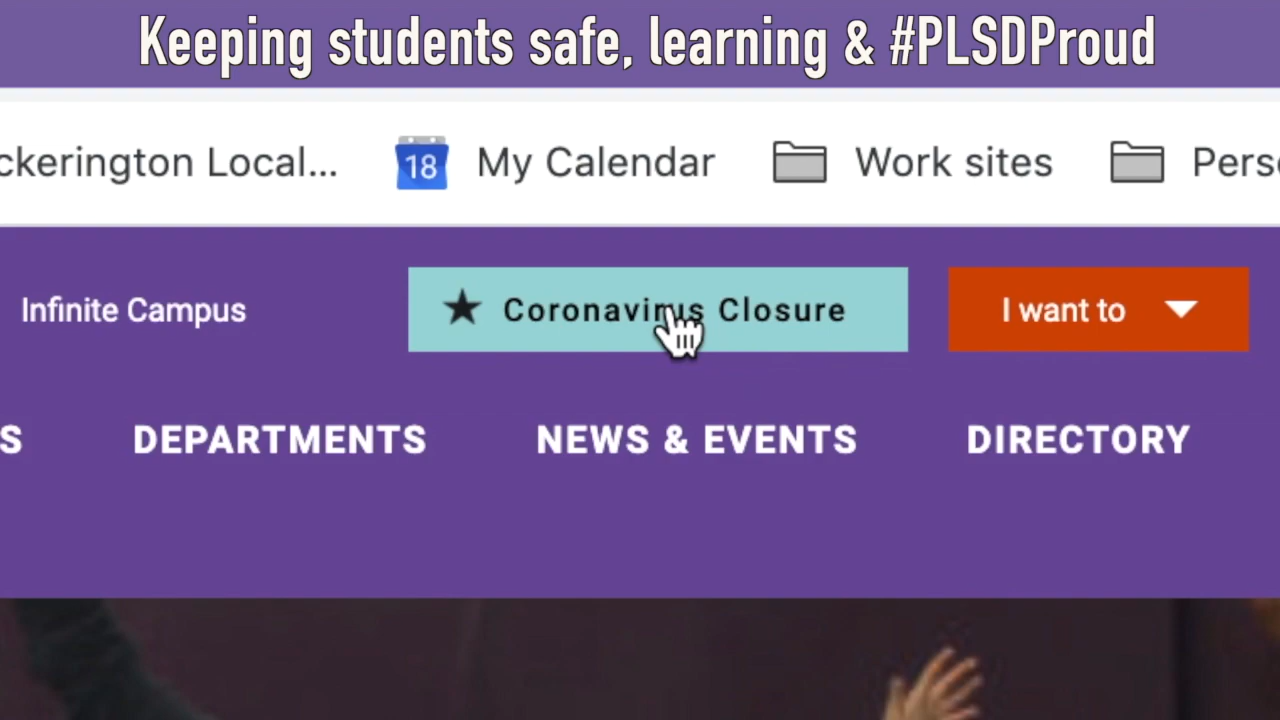 Keeping students safe, learning & #PLSDProud
ckerington Local... 18 My Calendar Work sites Pers
Infinite Campus ★ Coronavirus Closure I want to
S DEPARTMENTS NEWS & EVENTS DIRECTORY